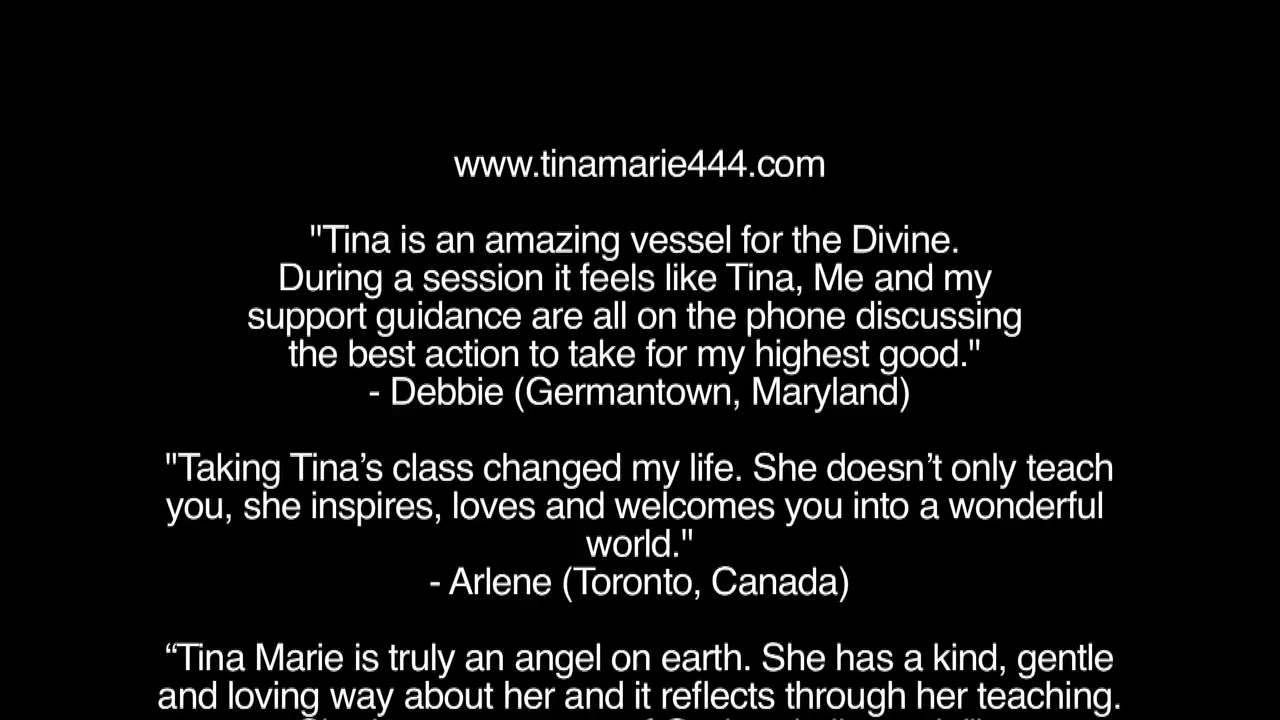 www.tinamarie444.com
"Tina is an amazing vessel for the Divine.
During a session it feels like Tina, Me and my
support guidance are all on the phone discussing
the best action to take for my highest good."
- Debbie (Germantown, Maryland)
"Taking Tina’s class changed my life. She doesn’t only teach
you, she inspires, loves and welcomes you into a wonderful
world."
- Arlene (Toronto, Canada)
“Tina Marie is truly an angel on earth. She has a kind, gentle
and loving way about her and it reflects through her teaching.